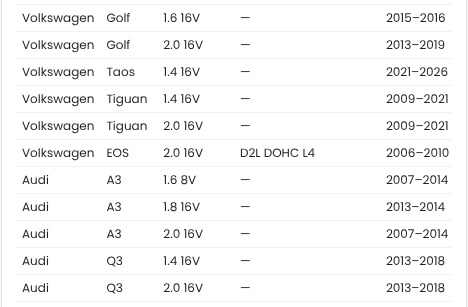 Volkswagen Golf 1.6 16V — 2015–2016
Volkswagen Golf 2.0 16V — 2013–2019
Volkswagen Taos 1.4 16V — 2021–2026
Volkswagen Tiguan 1.4 16V — 2009–2021
Volkswagen Tiguan 2.0 16V — 2009–2021
Volkswagen EOS 2.0 16V D2L DOHC L4 2006–2010
Audi A3 1.6 8V — 2007–2014
Audi A3 1.8 16V — 2013–2014
Audi A3 2.0 16V — 2007–2014
Audi Q3 1.4 16V — 2013–2018
Audi Q3 2.0 16V — 2013–2018